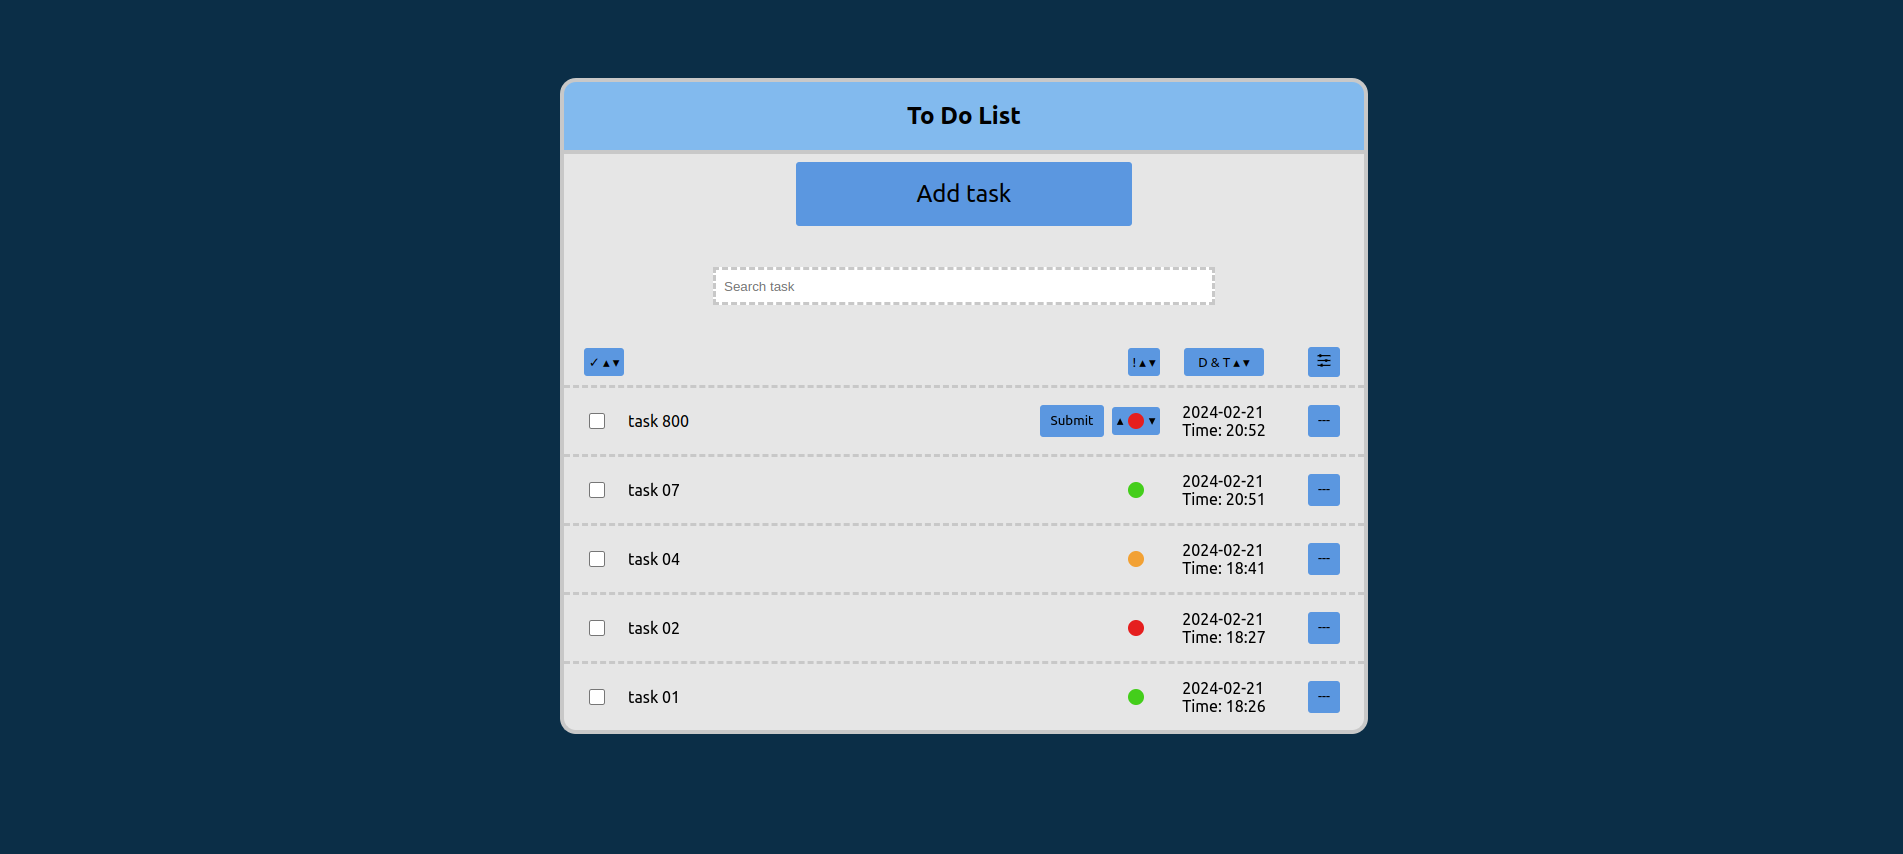 To Do List
Add task
Search task
✓ ▲▼ ! ▲▼ D & T ▲▼
task 800 Submit ▲ ▼ 2024-02-21
Time: 20:52 ---
task 07 2024-02-21
Time: 20:51 ---
task 04 2024-02-21
Time: 18:41 ---
task 02 2024-02-21
Time: 18:27 ---
task 01 2024-02-21
Time: 18:26 ---